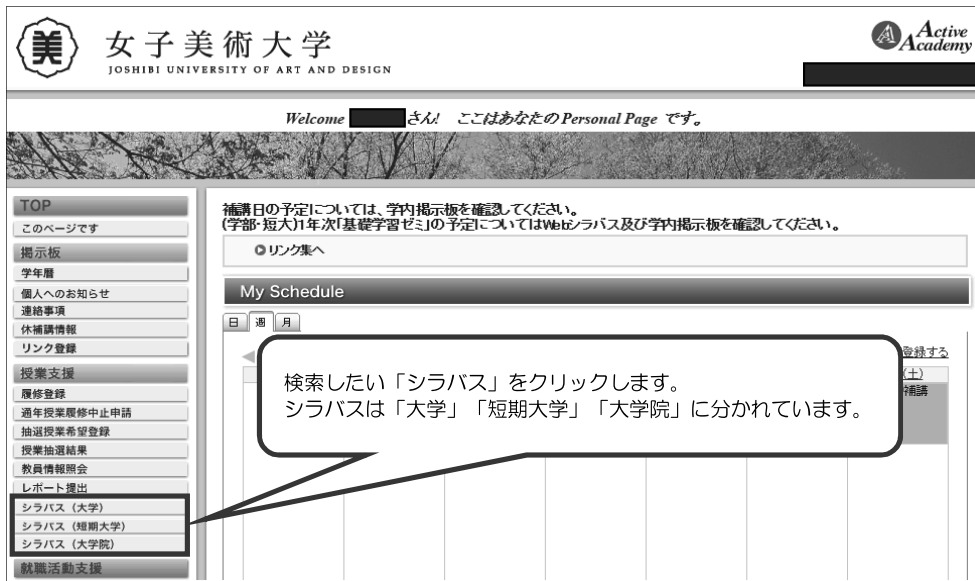 女子美術大学
JOSHIBI UNIVERSITY OF ART AND DESIGN
Active
Academy
Welcome さん! ここはあなたの Personal Page です。
TOP
このページです
掲示板
学年暦
個人へのお知らせ
連絡事項
休補講情報
リンク登録
授業支援
履修登録
通年授業履修中止申請
抽選授業希望登録
授業抽選結果
教員情報照会
レポート提出
シラバス（大学）
シラバス（短期大学）
シラバス（大学院）
就職活動支援
補講日の予定については、学内掲示板を確認してください。
(学部・短大)1年次「基礎学習ゼミ」の予定についてはWebシラバス及び学内掲示板を確認してください。
リンク集へ
My Schedule
日 週 月
登録する
(土)
補講
検索したい「シラバス」をクリックします。
シラバスは「大学」「短期大学」「大学院」に分かれています。